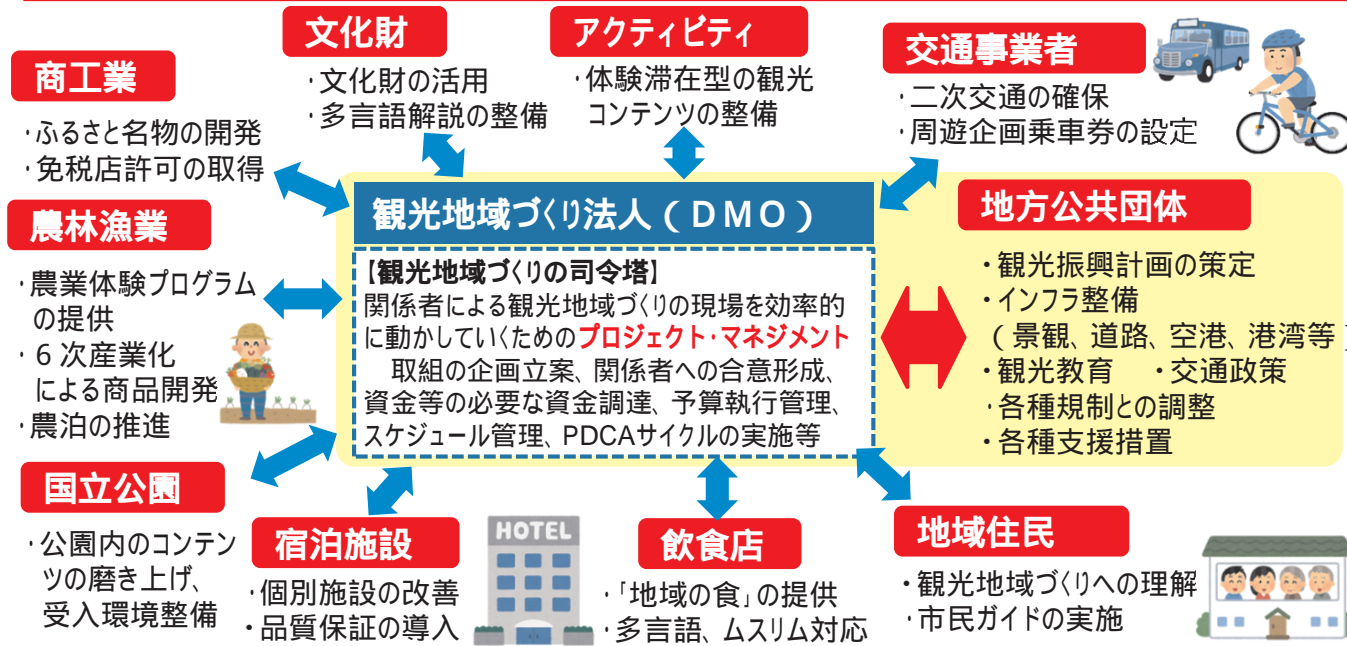 文化財
・文化財の活用
・多言語解説の整備
アクティビティ
・体験滞在型の観光
コンテンツの整備
交通事業者
・二次交通の確保
・周遊企画乗車券の設定
商工業
・ふるさと名物の開発
・免税店許可の取得
農林漁業
・農業体験プログラム
の提供
・６次産業化
による商品開発
・農泊の推進
観光地域づくり法人（ＤＭＯ）
【観光地域づくりの司令塔】
関係者による観光地域づくりの現場を効率的
に動かしていくためのプロジェクト・マネジメント
取組の企画立案、関係者への合意形成、
資金等の必要な資金調達、予算執行管理、
スケジュール管理、PDCAサイクルの実施等
地方公共団体
・観光振興計画の策定
・インフラ整備
（景観、道路、空港、港湾等）
・観光教育　・交通政策
・各種規制との調整
・各種支援措置
国立公園
・公園内のコンテン
ツの磨き上げ、
受入環境整備
宿泊施設
・個別施設の改善
・品質保証の導入
HOTEL
飲食店
・「地域の食」の提供
・多言語、ムスリム対応
地域住民
・観光地域づくりへの理解
・市民ガイドの実施